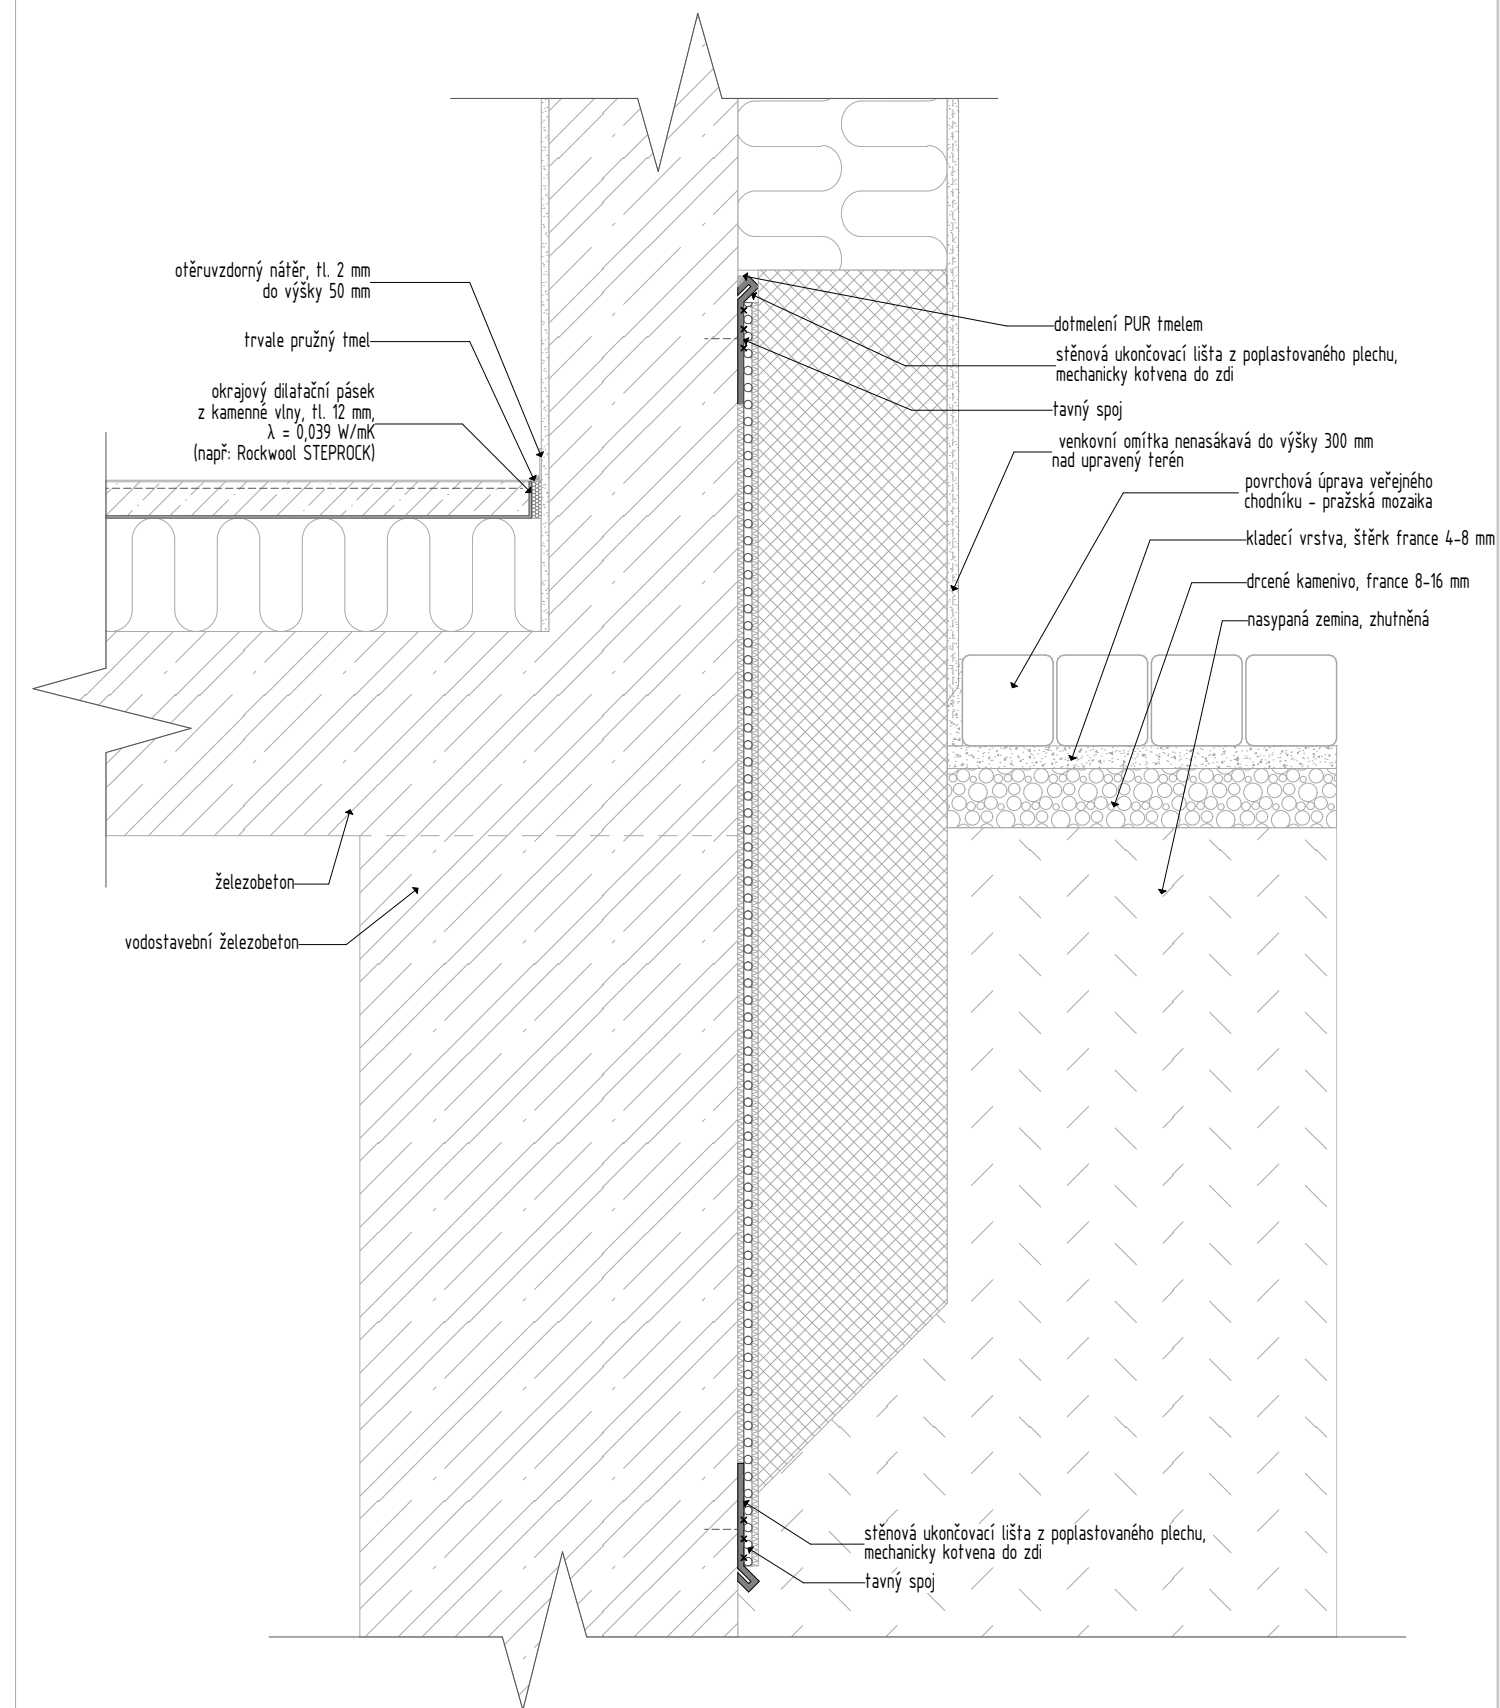 otěruvzdorný nátěr, tl. 2 mm
do výšky 50 mm
trvale pružný tmel
okrajový dilatační pásek
z kamenné vlny, tl. 12 mm,
λ = 0,039 W/mK
(např: Rockwool STEPROCK)
železobeton
vodostavební železobeton
dotmelení PUR tmelem
stěnová ukončovací lišta z poplastovaného plechu,
mechanicky kotvena do zdi
tavný spoj
venkovní omítka nenasákavá do výšky 300 mm
nad upravený terén
povrchová úprava veřejného
chodníku - pražská mozaika
kladecí vrstva, štěrk france 4-8 mm
drcené kamenivo, france 8-16 mm
nasypaná zemina, zhutněná
stěnová ukončovací lišta z poplastovaného plechu,
mechanicky kotvena do zdi
tavný spoj